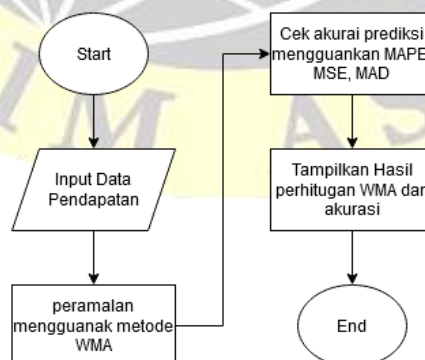 Start
Input Data
Pendapatan
peramalan
mengguanak metode
WMA
Cek akurai prediksi
mengguankan MAPE
MSE, MAD
Tampilkan Hasil
perhitugan WMA dan
akurasi
End